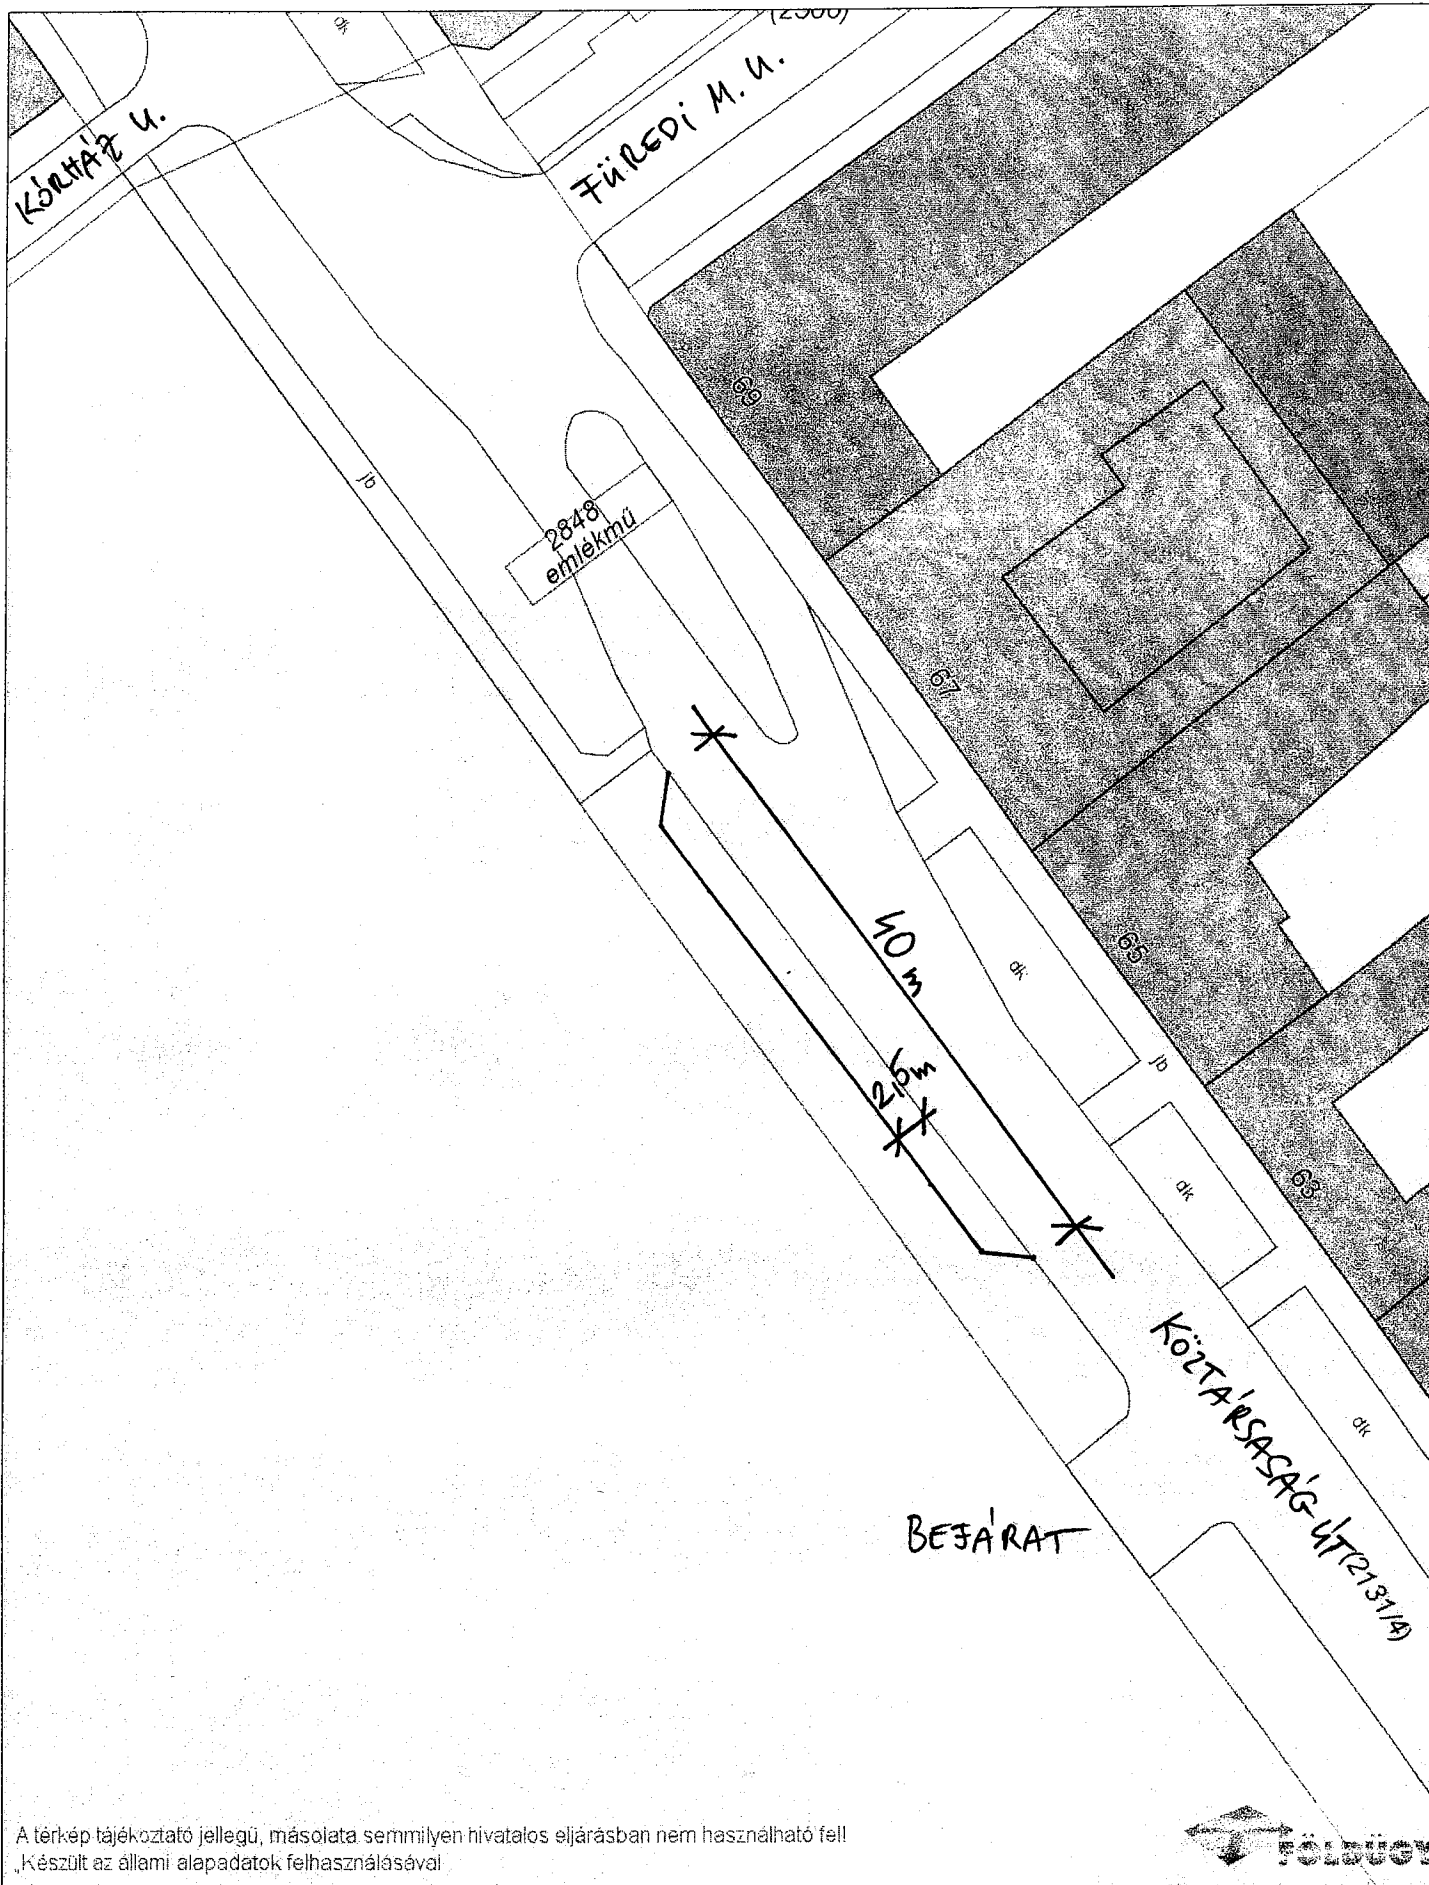 dk
KÓRHÁZ U.
FÜREDI M. U.
69
jb
2848
emlékmű
67
40 m
dk
65
jb
2,5m
dk
63
KÖZTÁRSASÁG ÚT (2131/4)
dk
BEJÁRAT
A térkép tájékoztató jellegű, másolata semmilyen hivatalos eljárásban nem használható fel!
Készült az állami alapadatok felhasználásával
FÖLDÜGY